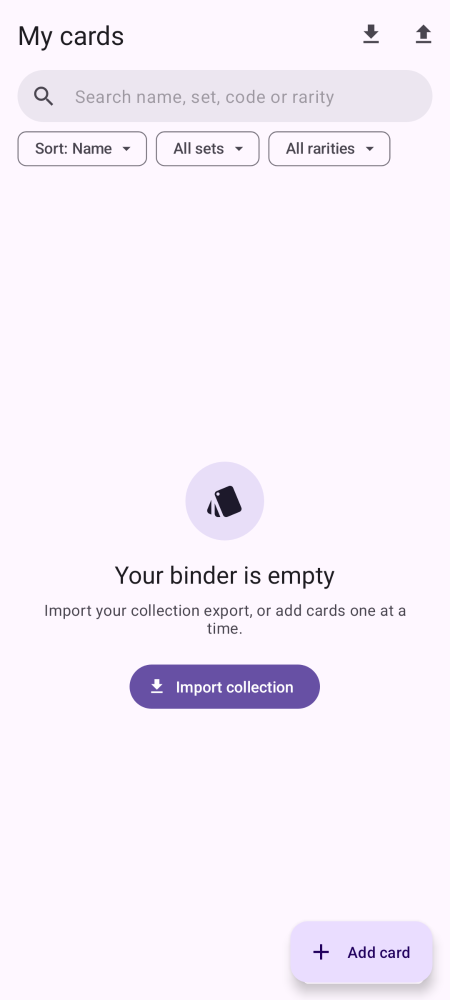 My cards
Search name, set, code or rarity
Sort: Name
All sets
All rarities
Your binder is empty
Import your collection export, or add cards one at a
time.
Import collection
Add card